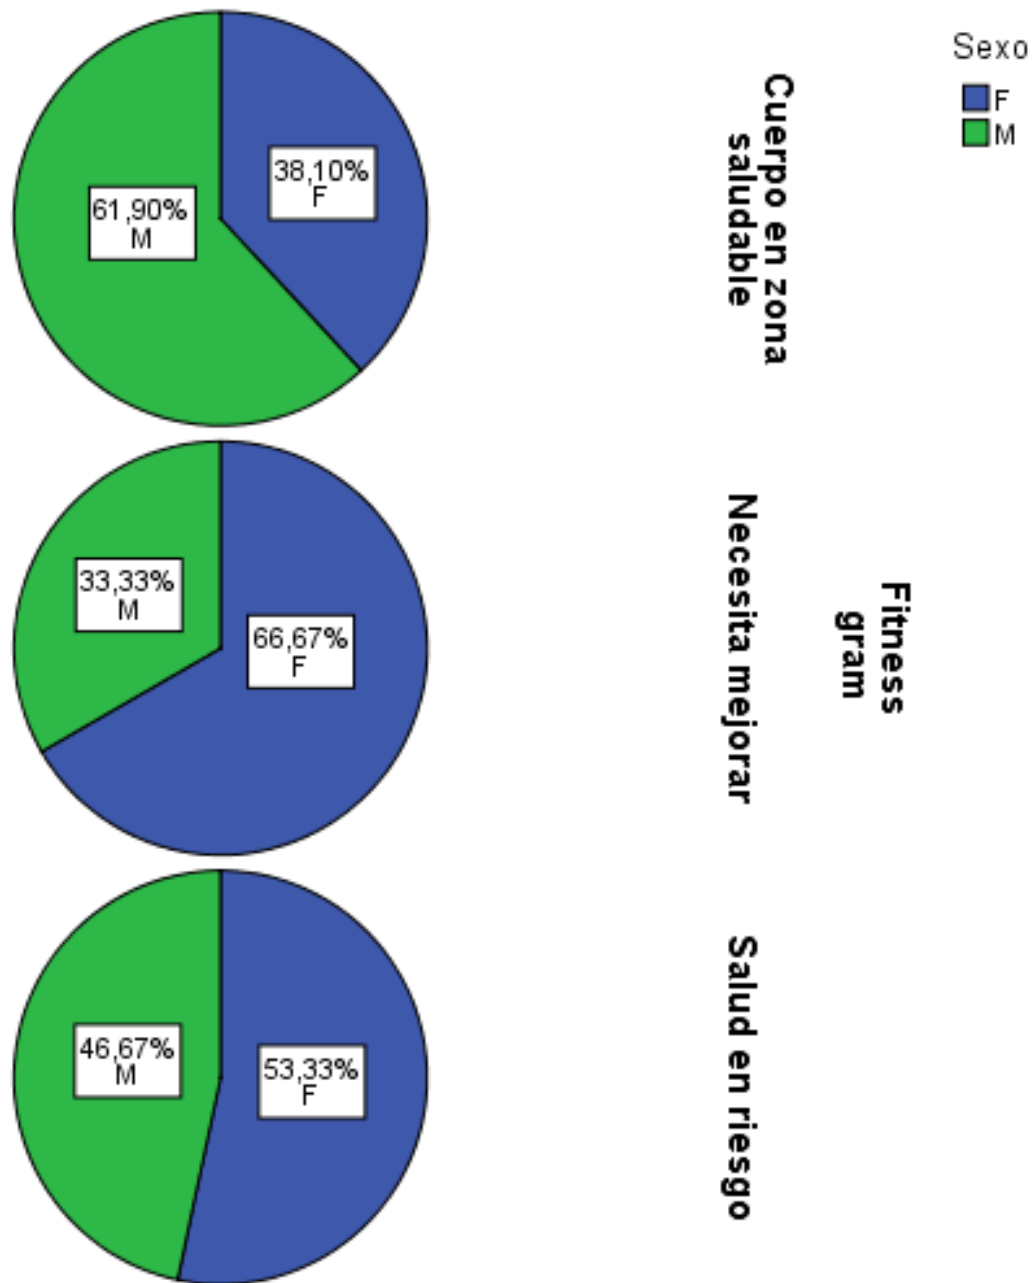 Sexo
F
M
38,10%
F
61,90%
M
Cuerpo en zona
saludable
33,33%
M
66,67%
F
Necesita mejorar
Fitness
gram
46,67%
M
53,33%
F
Salud en riesgo